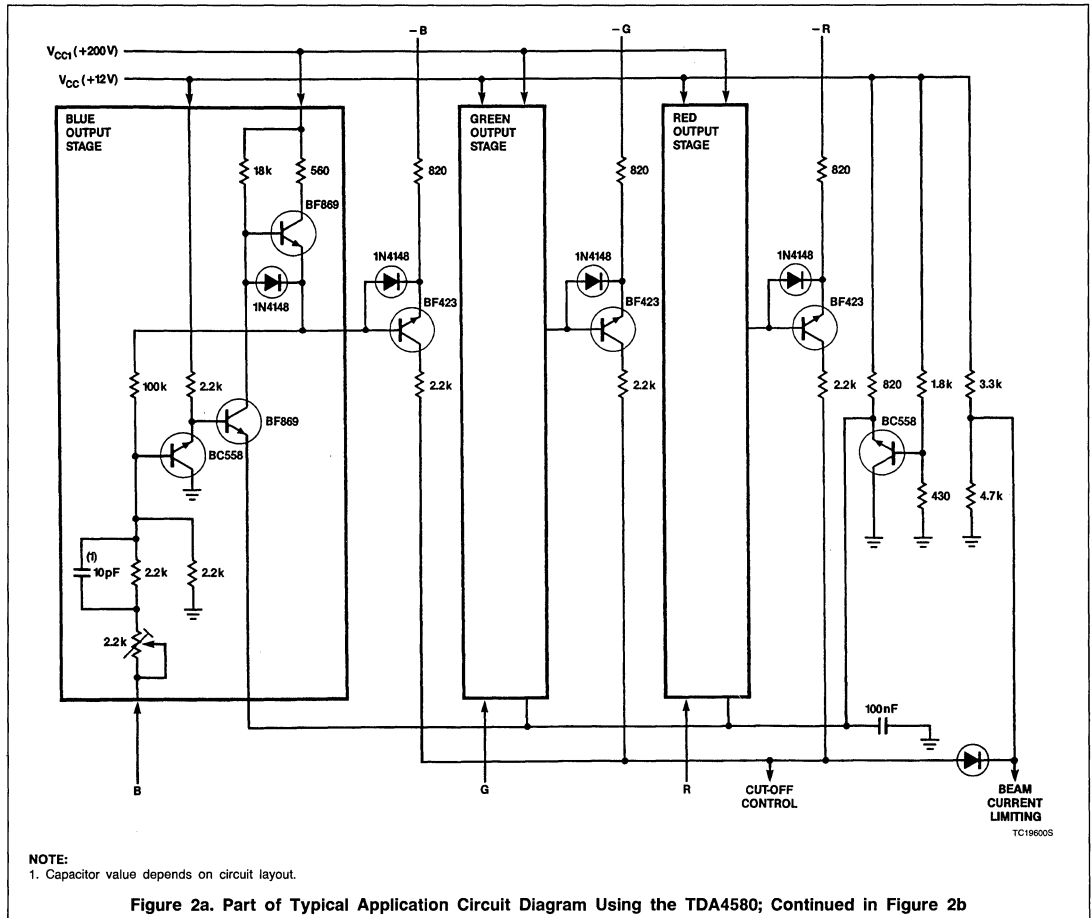 –B
–G
–R
VCC1 (+200V)
VCC (+12V)
BLUE
OUTPUT
STAGE
GREEN
OUTPUT
STAGE
RED
OUTPUT
STAGE
18k
560
820
820
820
BF869
1N4148
1N4148
1N4148
1N4148
BF423
BF423
BF423
100k
2.2k
BF869
2.2k
2.2k
2.2k
820
1.8k
3.3k
BC558
BC558
430
4.7k
(1)
10pF
2.2k
2.2k
2.2k
100nF
B
G
R
CUT-OFF
CONTROL
BEAM
CURRENT
LIMITING
TC19600S
NOTE:
1. Capacitor value depends on circuit layout.
Figure 2a. Part of Typical Application Circuit Diagram Using the TDA4580; Continued in Figure 2b